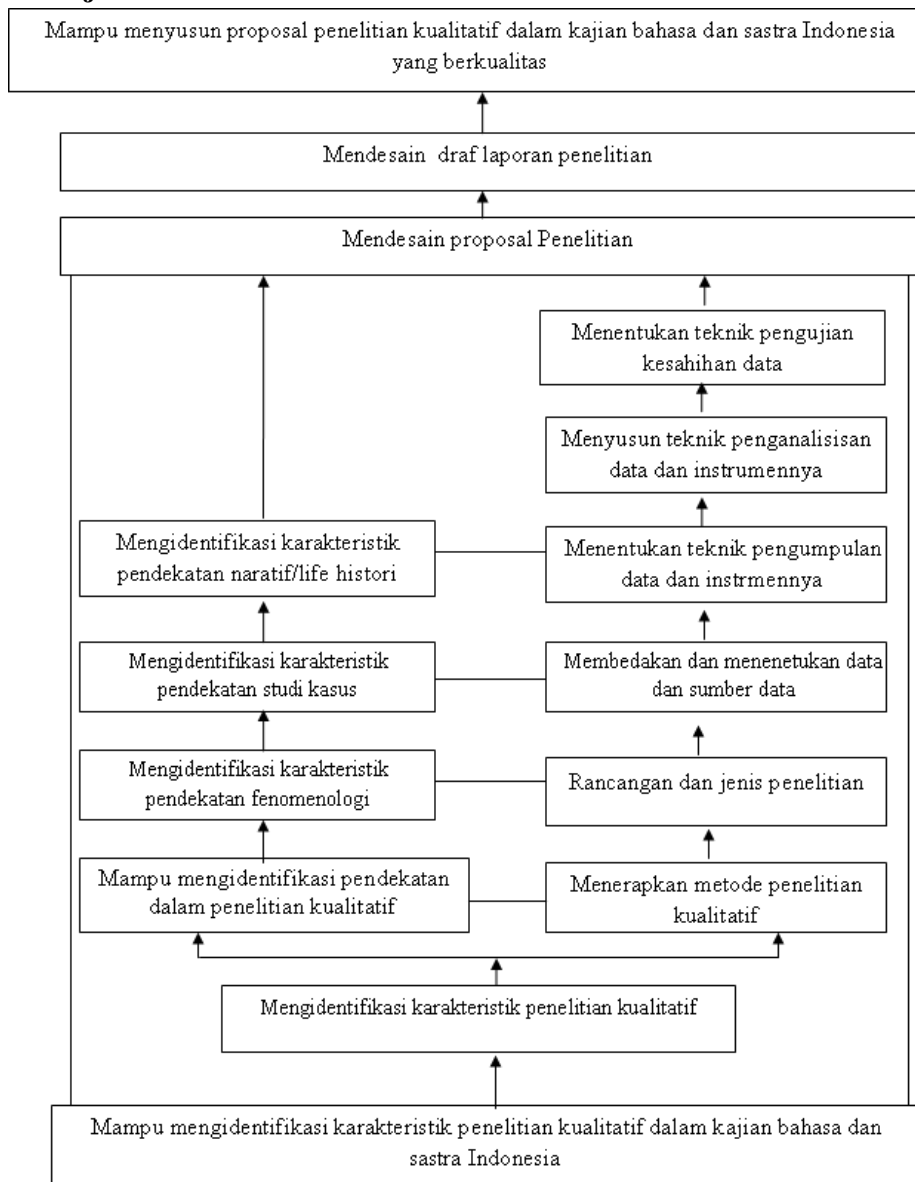 Mampu menyusun proposal penelitian kualitatif dalam kajian bahasa dan sastra Indonesia
yang berkualitas
Mendesain draf laporan penelitian
Mendesain proposal Penelitian
Menentukan teknik pengujian
kesahihan data
Menyusun teknik penganalisisan
data dan instrumennya
Mengidentifikasi karakteristik
pendekatan naratif/life histori
Menentukan teknik pengumpulan
data dan instrmennya
Mengidentifikasi karakteristik
pendekatan studi kasus
Membedakan dan menenetukan data
dan sumber data
Mengidentifikasi karakteristik
pendekatan fenomenologi
Rancangan dan jenis penelitian
Mampu mengidentifikasi pendekatan
dalam penelitian kualitatif
Menerapkan metode penelitian
kualitatif
Mengidentifikasi karakteristik penelitian kualitatif
Mampu mengidentifikasi karakteristik penelitian kualitatif dalam kajian bahasa dan
sastra Indonesia